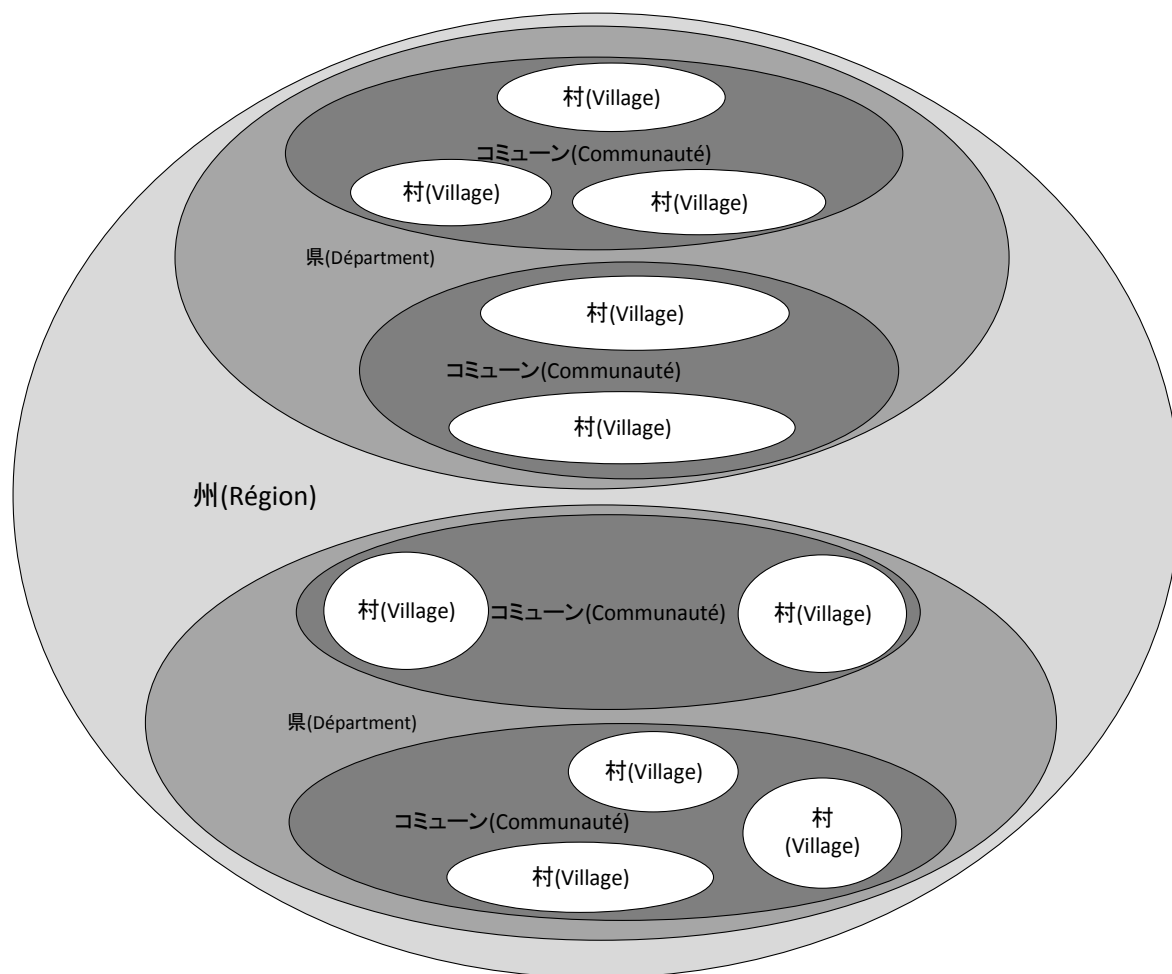 村(Village)
コミューン(Communauté)
村(Village)
村(Village)
県(Départment)
村(Village)
コミューン(Communauté)
村(Village)
州(Région)
村(Village)
コミューン(Communauté)
村(Village)
県(Départment)
村(Village)
コミューン(Communauté)
村
(Village)
村(Village)